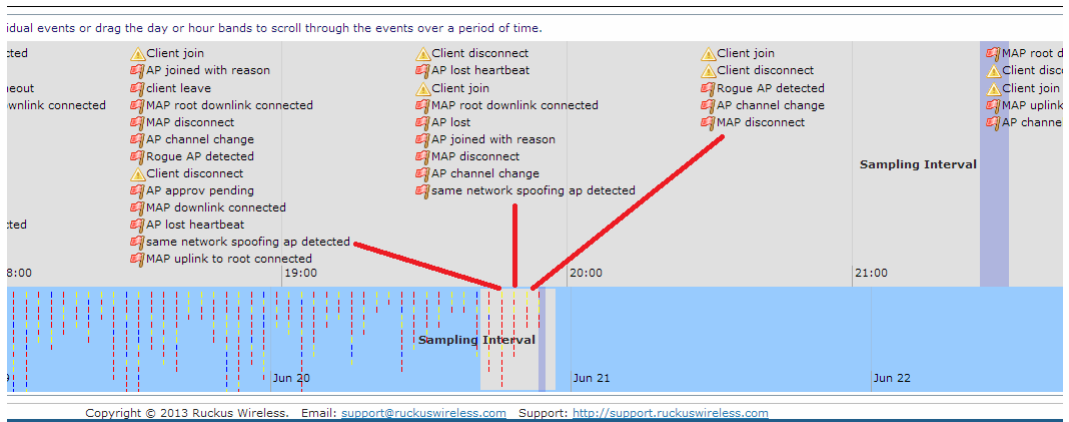 idual events or drag the day or hour bands to scroll through the events over a period of time.
cted
eout
wnlink connected
cted
Client join
AP joined with reason
client leave
MAP root downlink connected
MAP disconnect
AP channel change
Rogue AP detected
Client disconnect
AP approv pending
MAP downlink connected
AP lost heartbeat
same network spoofing ap detected
MAP uplink to root connected
Client disconnect
AP lost heartbeat
Client join
MAP root downlink connected
AP lost
AP joined with reason
MAP disconnect
AP channel change
same network spoofing ap detected
Client join
Client disconnect
Rogue AP detected
AP channel change
MAP disconnect
MAP root d
Client disc
Client join
MAP uplink
AP channe
Sampling Interval
8:00 19:00 20:00 21:00
Sampling Interval
9 Jun 20 Jun 21 Jun 22
Copyright © 2013 Ruckus Wireless. Email: support@ruckuswireless.com Support: http://support.ruckuswireless.com